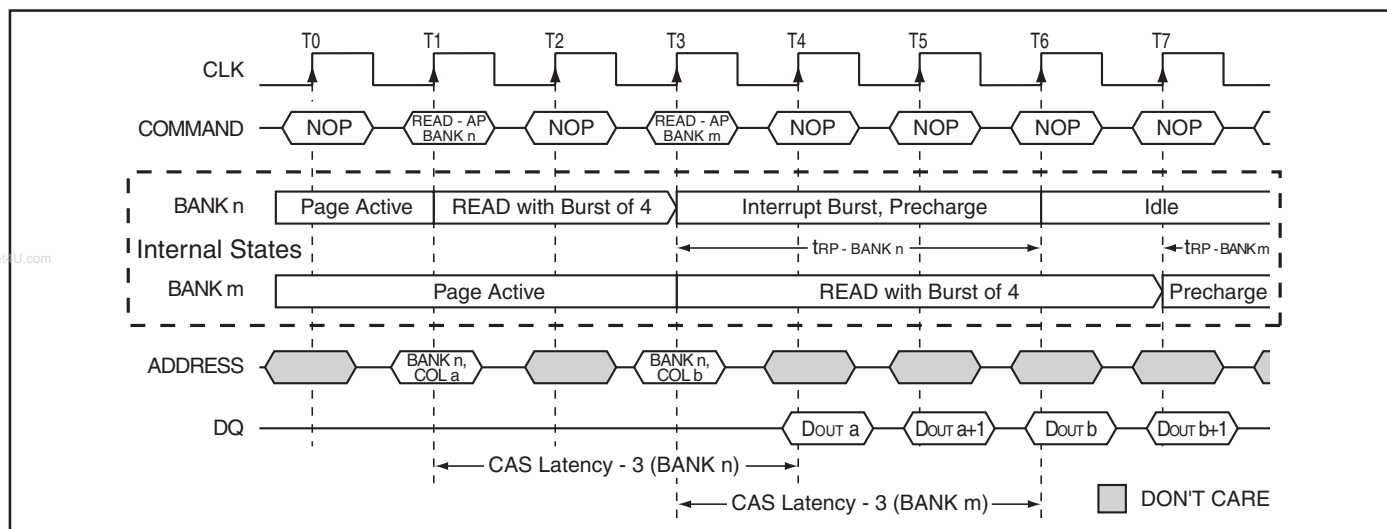 T0 T1 T2 T3 T4 T5 T6 T7
CLK
COMMAND NOP READ - AP BANK n NOP READ - AP BANK m NOP NOP NOP NOP
BANK n Page Active READ with Burst of 4 Interrupt Burst, Precharge Idle
Internal States tRP - BANK n tRP - BANK m
BANK m Page Active READ with Burst of 4 Precharge
ADDRESS BANK n, COL a BANK n, COL b
DQ DOUT a DOUT a+1 DOUT b DOUT b+1
CAS Latency - 3 (BANK n)
CAS Latency - 3 (BANK m)
DON'T CARE